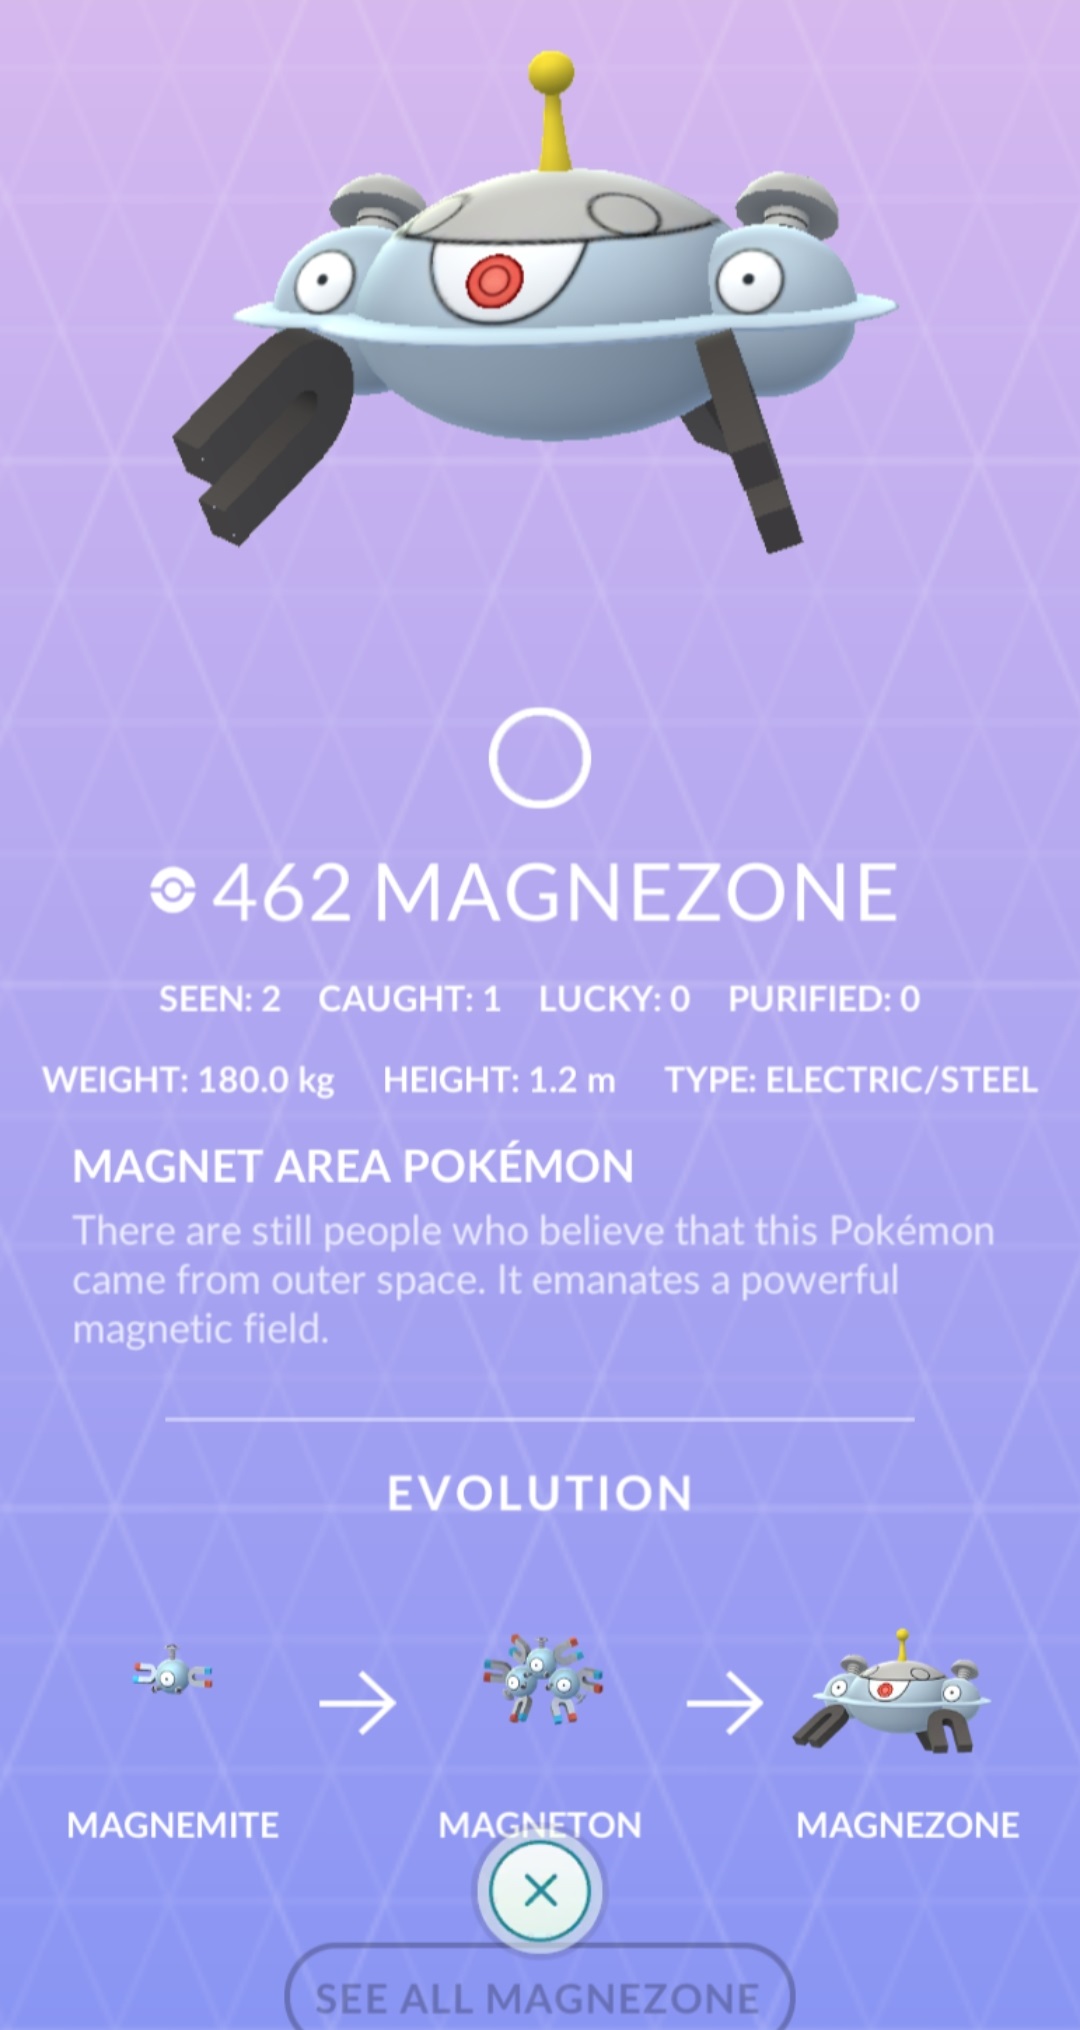 462 MAGNEZONE
SEEN: 2 CAUGHT: 1 LUCKY: 0 PURIFIED: 0
WEIGHT: 180.0 kg HEIGHT: 1.2 m TYPE: ELECTRIC/STEEL
MAGNET AREA POKÉMON
There are still people who believe that this Pokémon
came from outer space. It emanates a powerful
magnetic field.
EVOLUTION
MAGNEMITE MAGNETON MAGNEZONE
SEE ALL MAGNEZONE